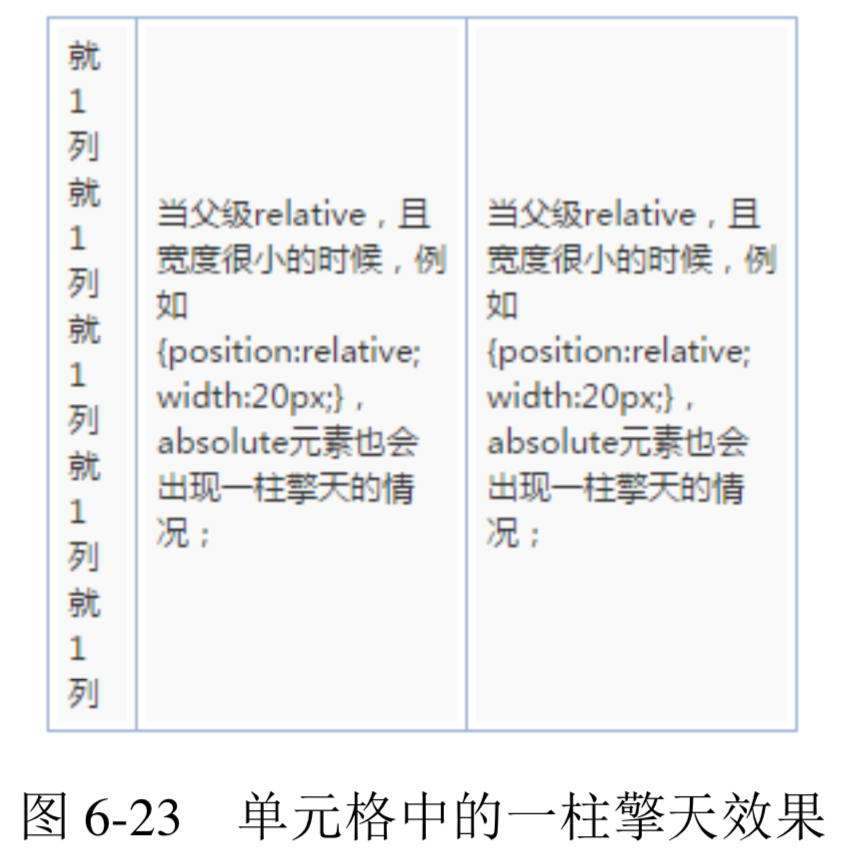 就
1
列
就
1
列
就
1
列
就
1
列
就
1
列
当父级relative，且
宽度很小的时候，例
如
{position:relative;
width:20px;}，
absolute元素也会
出现一柱擎天的情
况；
当父级relative，且
宽度很小的时候，例
如
{position:relative;
width:20px;}，
absolute元素也会
出现一柱擎天的情
况；
图 6-23 单元格中的一柱擎天效果